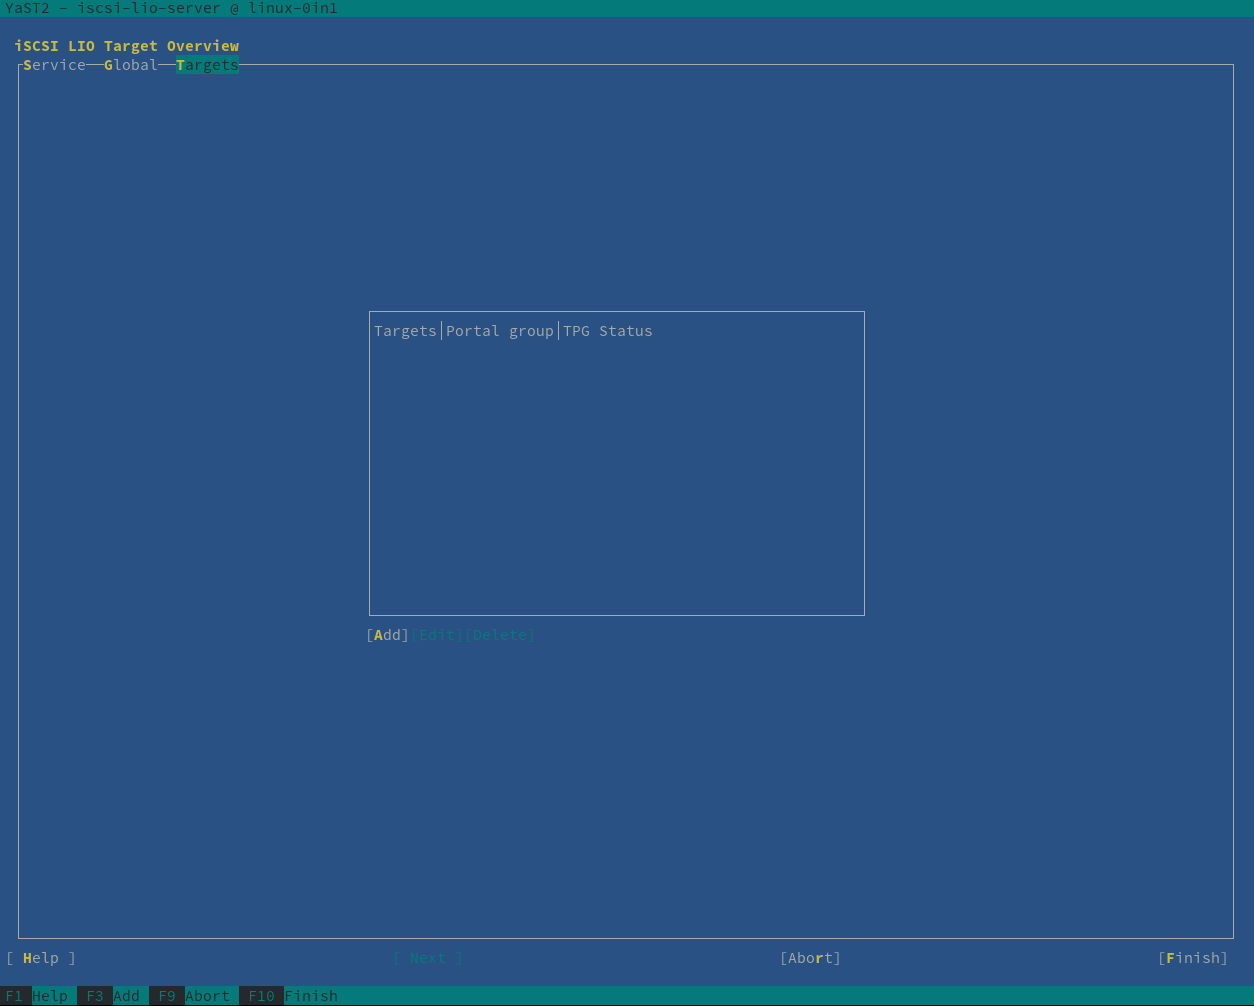 YaST2 - iscsi-lio-server @ linux-0in1
iSCSI LIO Target Overview
Service Global Targets
Targets Portal group TPG Status
[Add][Edit][Delete]
[ Help ] [ Next ] [Abort] [Finish]
F1 Help F3 Add F9 Abort F10 Finish